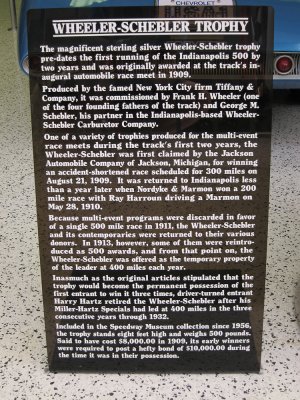 CHEVROLET
WHEELER-SCHEBLER TROPHY
The magnificent sterling silver Wheeler-Schebler trophy
pre-dates the first running of the Indianapolis 500 by
two years and was originally awarded at the track's in-
augural automobile race meet in 1909.
Produced by the famed New York City firm Tiffany &
Company, it was commissioned by Frank H. Wheeler (one
of the four founding fathers of the track) and George M.
Schebler, his partner in the Indianapolis-based Wheeler-
Schebler Carburetor Company.
One of a variety of trophies produced for the multi-event
race meets during the track's first two years, the
Wheeler-Schebler was first claimed by the Jackson
Automobile Company of Jackson, Michigan, for winning
an accident-shortened race scheduled for 300 miles on
August 21, 1909. It was returned to Indianapolis less
than a year later when Nordyke & Marmon won a 200
mile race with Ray Harroun driving a Marmon on
May 28, 1910.
Because multi-event programs were discarded in favor
of a single 500 mile race in 1911, the Wheeler-Schebler
and its contemporaries were returned to their various
donors. In 1913, however, some of them were reintro-
duced as 500 awards, and from that point on, the
Wheeler-Schebler was offered as the temporary property
of the leader at 400 miles each year.
Inasmuch as the original articles stipulated that the
trophy would become the permanent possession of the
first entrant to win it three times, driver-turned entrant
Harry Hartz retired the Wheeler-Schebler after his
Miller-Hartz Specials had led at 400 miles in the three
consecutive years through 1932.
Included in the Speedway Museum collection since 1956,
the trophy stands eight feet high and weighs 500 pounds.
Said to have cost $8,000.00 in 1909, its early winners
were required to post a hefty bond of $10,000.00 during
the time it was in their possession.